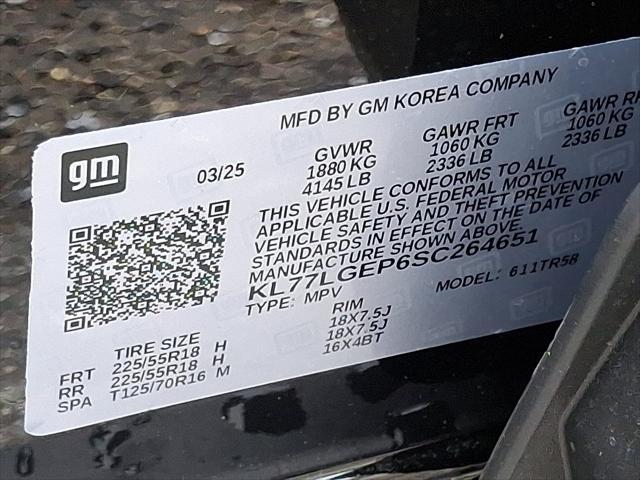 MFD BY GM KOREA COMPANY
gm
03/25
GVWR GAWR FRT GAWR
1880 KG 1060 KG 1060 KG
4145 LB 2336 LB 2336 LB
THIS VEHICLE CONFORMS TO ALL
APPLICABLE U.S. FEDERAL MOTOR
VEHICLE SAFETY AND THEFT PREVENTION
STANDARDS IN EFFECT ON THE DATE OF
MANUFACTURE SHOWN ABOVE.
KL77LGEP6SC264651
TYPE: MPV MODEL: 611TR58
TIRE SIZE RIM
FRT 225/55R18 H 18X7.5J
RR 225/55R18 H 18X7.5J
SPA T125/70R16 M 16X4BT